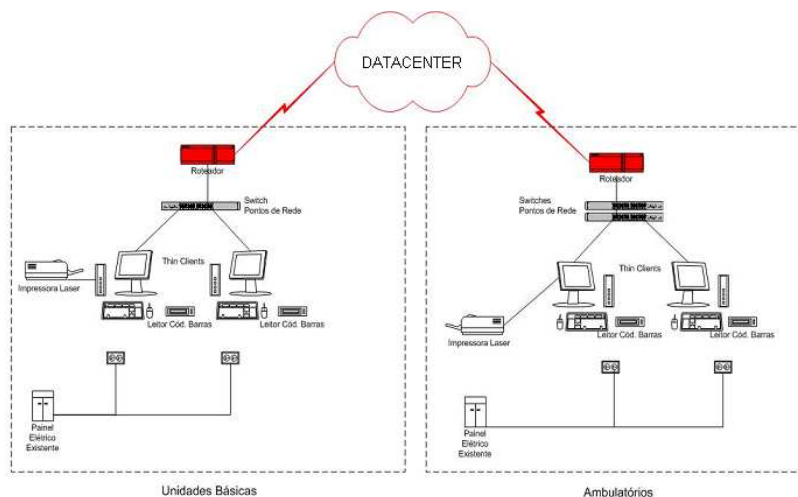 DATACENTER
Roteador
Switch
Pontos de Rede
Thin Clients
Impressora Laser
Leitor Cód. Barras
Leitor Cód. Barras
Painel
Elétrico
Existente
Unidades Básicas
Roteador
Switches
Pontos de Rede
Thin Clients
Impressora Laser
Leitor Cód. Barras
Leitor Cód. Barras
Painel
Elétrico
Existente
Ambulatórios